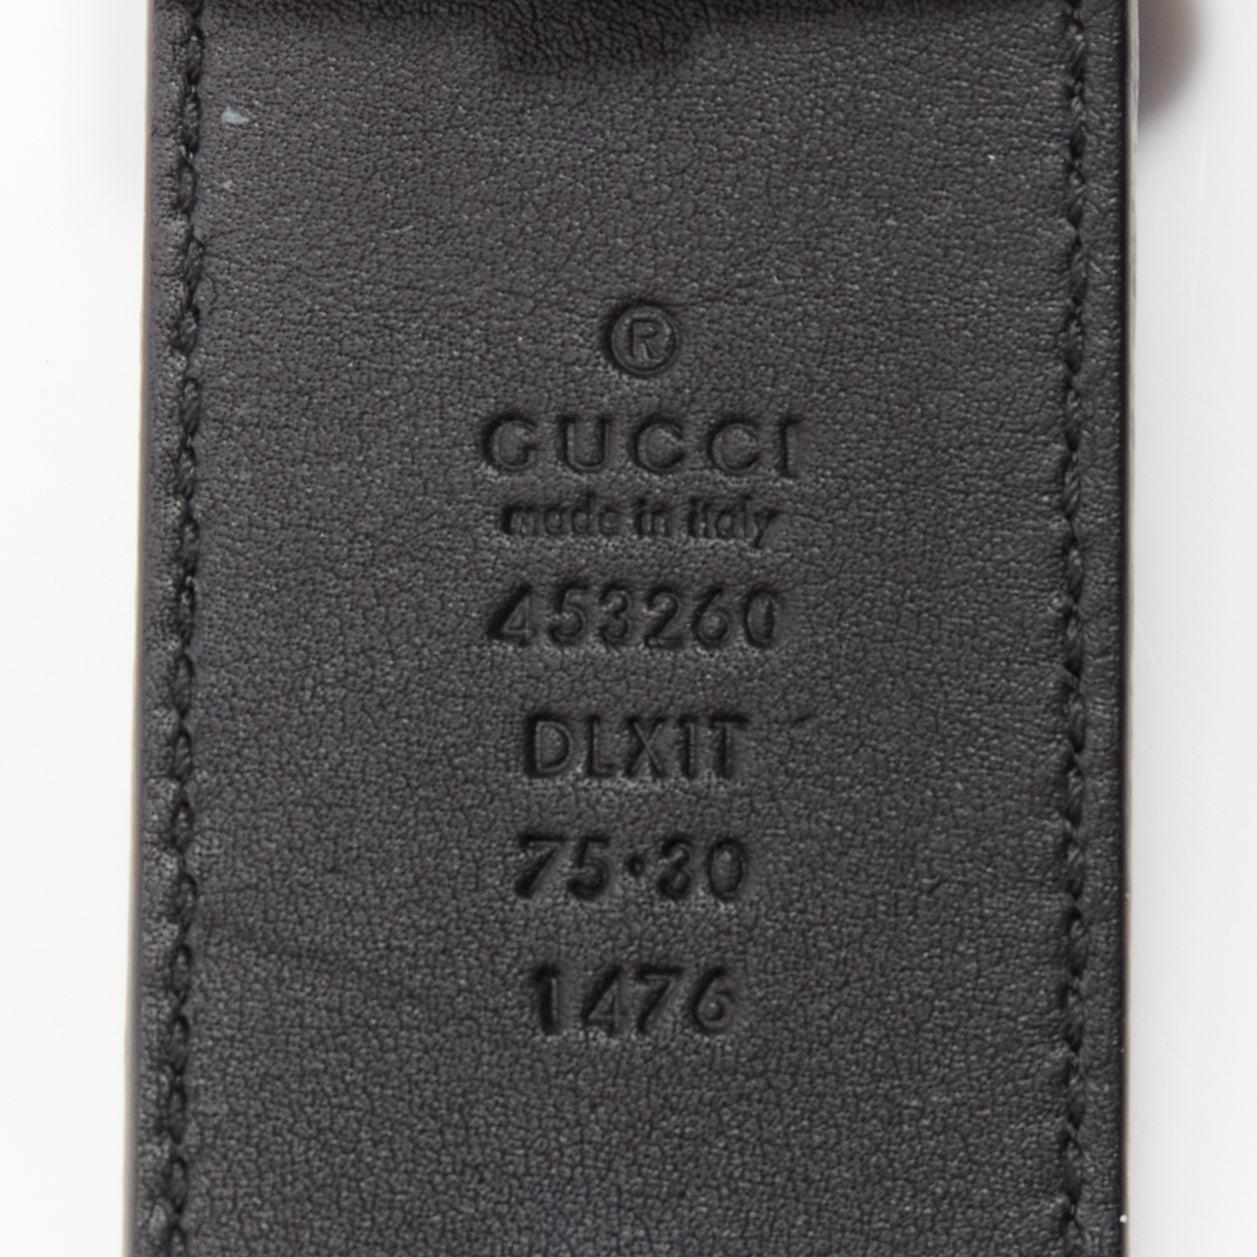 ®
GUCCI
made in Italy
453260
DLX1T
75·30
1476